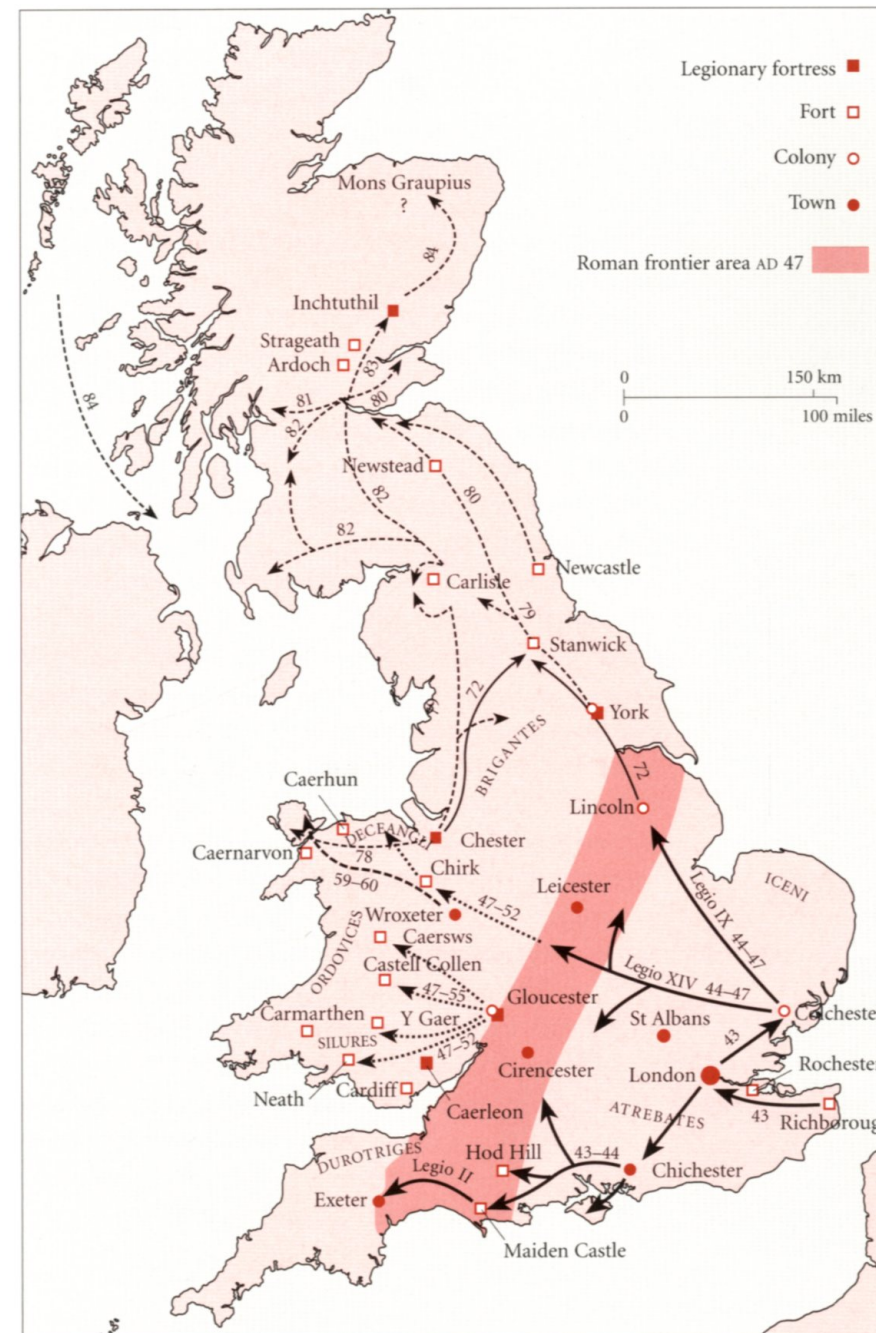 Legionary fortress
Fort
Colony
Town
Roman frontier area AD 47
0 150 km
0 100 miles
Mons Graupius
?
84
Inchtuthil
Strageath
Ardoch
83
81
80
82
84
Newstead
82
80
82
Carlisle
Newcastle
79
Stanwick
72
York
BRIGANTES
72
Caerhun
Lincoln
DECEANGLI
Chester
Caernarvon
78
Chirk
59–60
Leicester
ICENI
47–52
Wroxeter
Legio IX 44–47
Caersws
ORDOVICES
Castell Collen
Legio XIV 44–47
47–55
Gloucester
Colcheste
Carmarthen
Y Gaer
St Albans
SILURES
47–52
43
Cirencester
London
Rochester
Neath
Cardiff
Caerleon
ATREBATES
43
Richboroug
DUROTRIGES
Hod Hill
43–44
Legio II
Chichester
Exeter
Maiden Castle